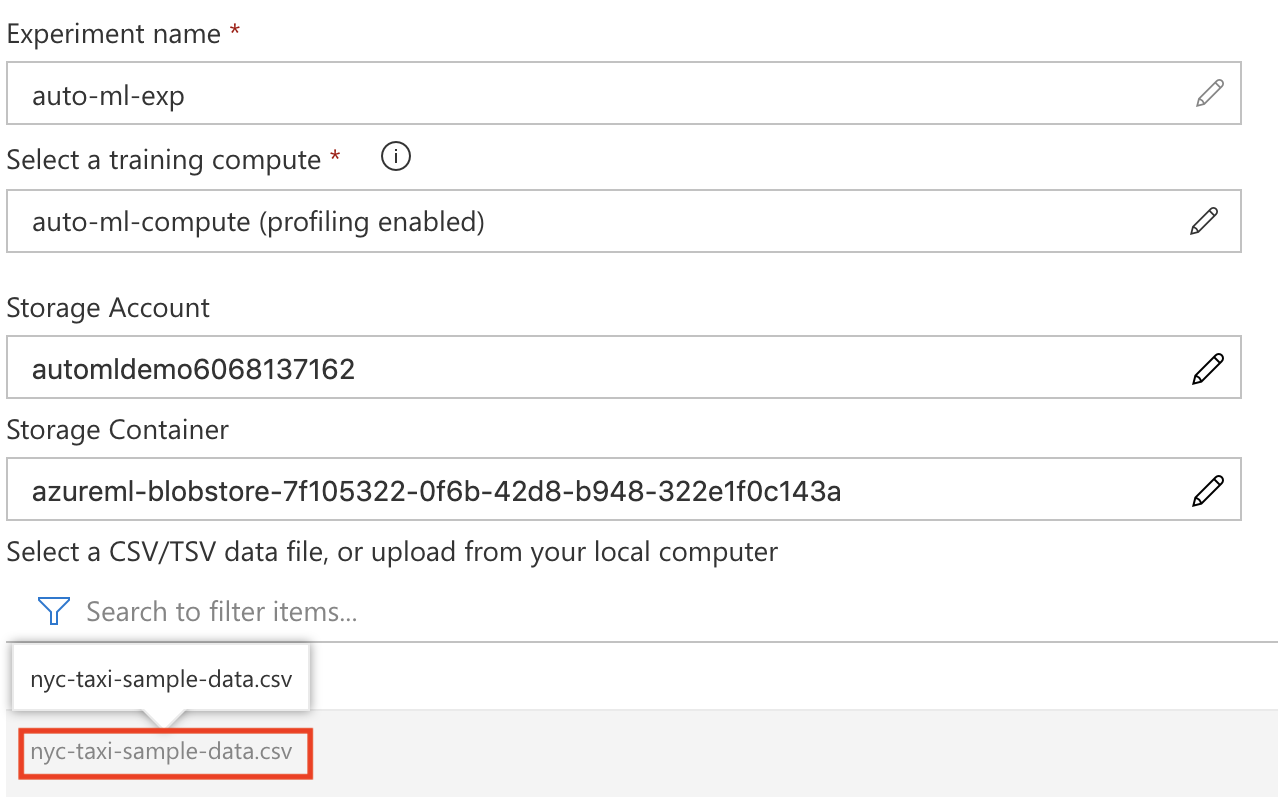 Experiment name *
auto-ml-exp
Select a training compute * i
auto-ml-compute (profiling enabled)
Storage Account
automldemo6068137162
Storage Container
azureml-blobstore-7f105322-0f6b-42d8-b948-322e1f0c143a
Select a CSV/TSV data file, or upload from your local computer
Search to filter items...
nyc-taxi-sample-data.csv
nyc-taxi-sample-data.csv